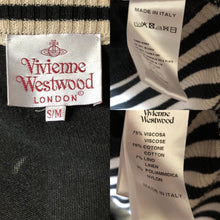 Vivienne
Westwood
LONDON
S/M
MADE IN ITALY
Vivienne
Westwood
VISCOSA
VISCOSE
COTONE
COTTON
LINO
LINEN
POLIAMMIDE
NYLON
MADE IN ITALY